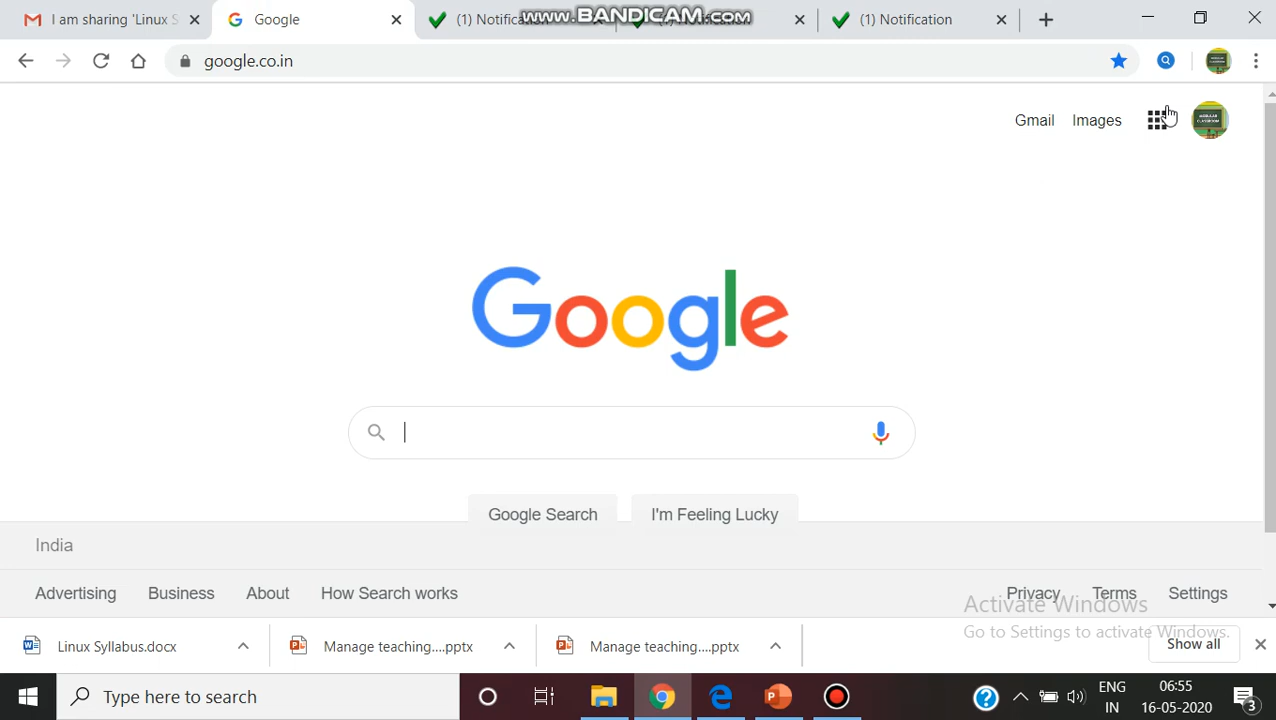 I am sharing 'Linux S
Google
(1) Notification
www.BANDICAM.com
(1) Notification
google.co.in
Gmail
Images
Google
Google Search
I'm Feeling Lucky
India
Advertising
Business
About
How Search works
Privacy
Terms
Settings
Activate Windows
Go to Settings to activate Windows.
Linux Syllabus.docx
Manage teaching....pptx
Manage teaching....pptx
Show all
Type here to search
ENG
IN
06:55
16-05-2020
3